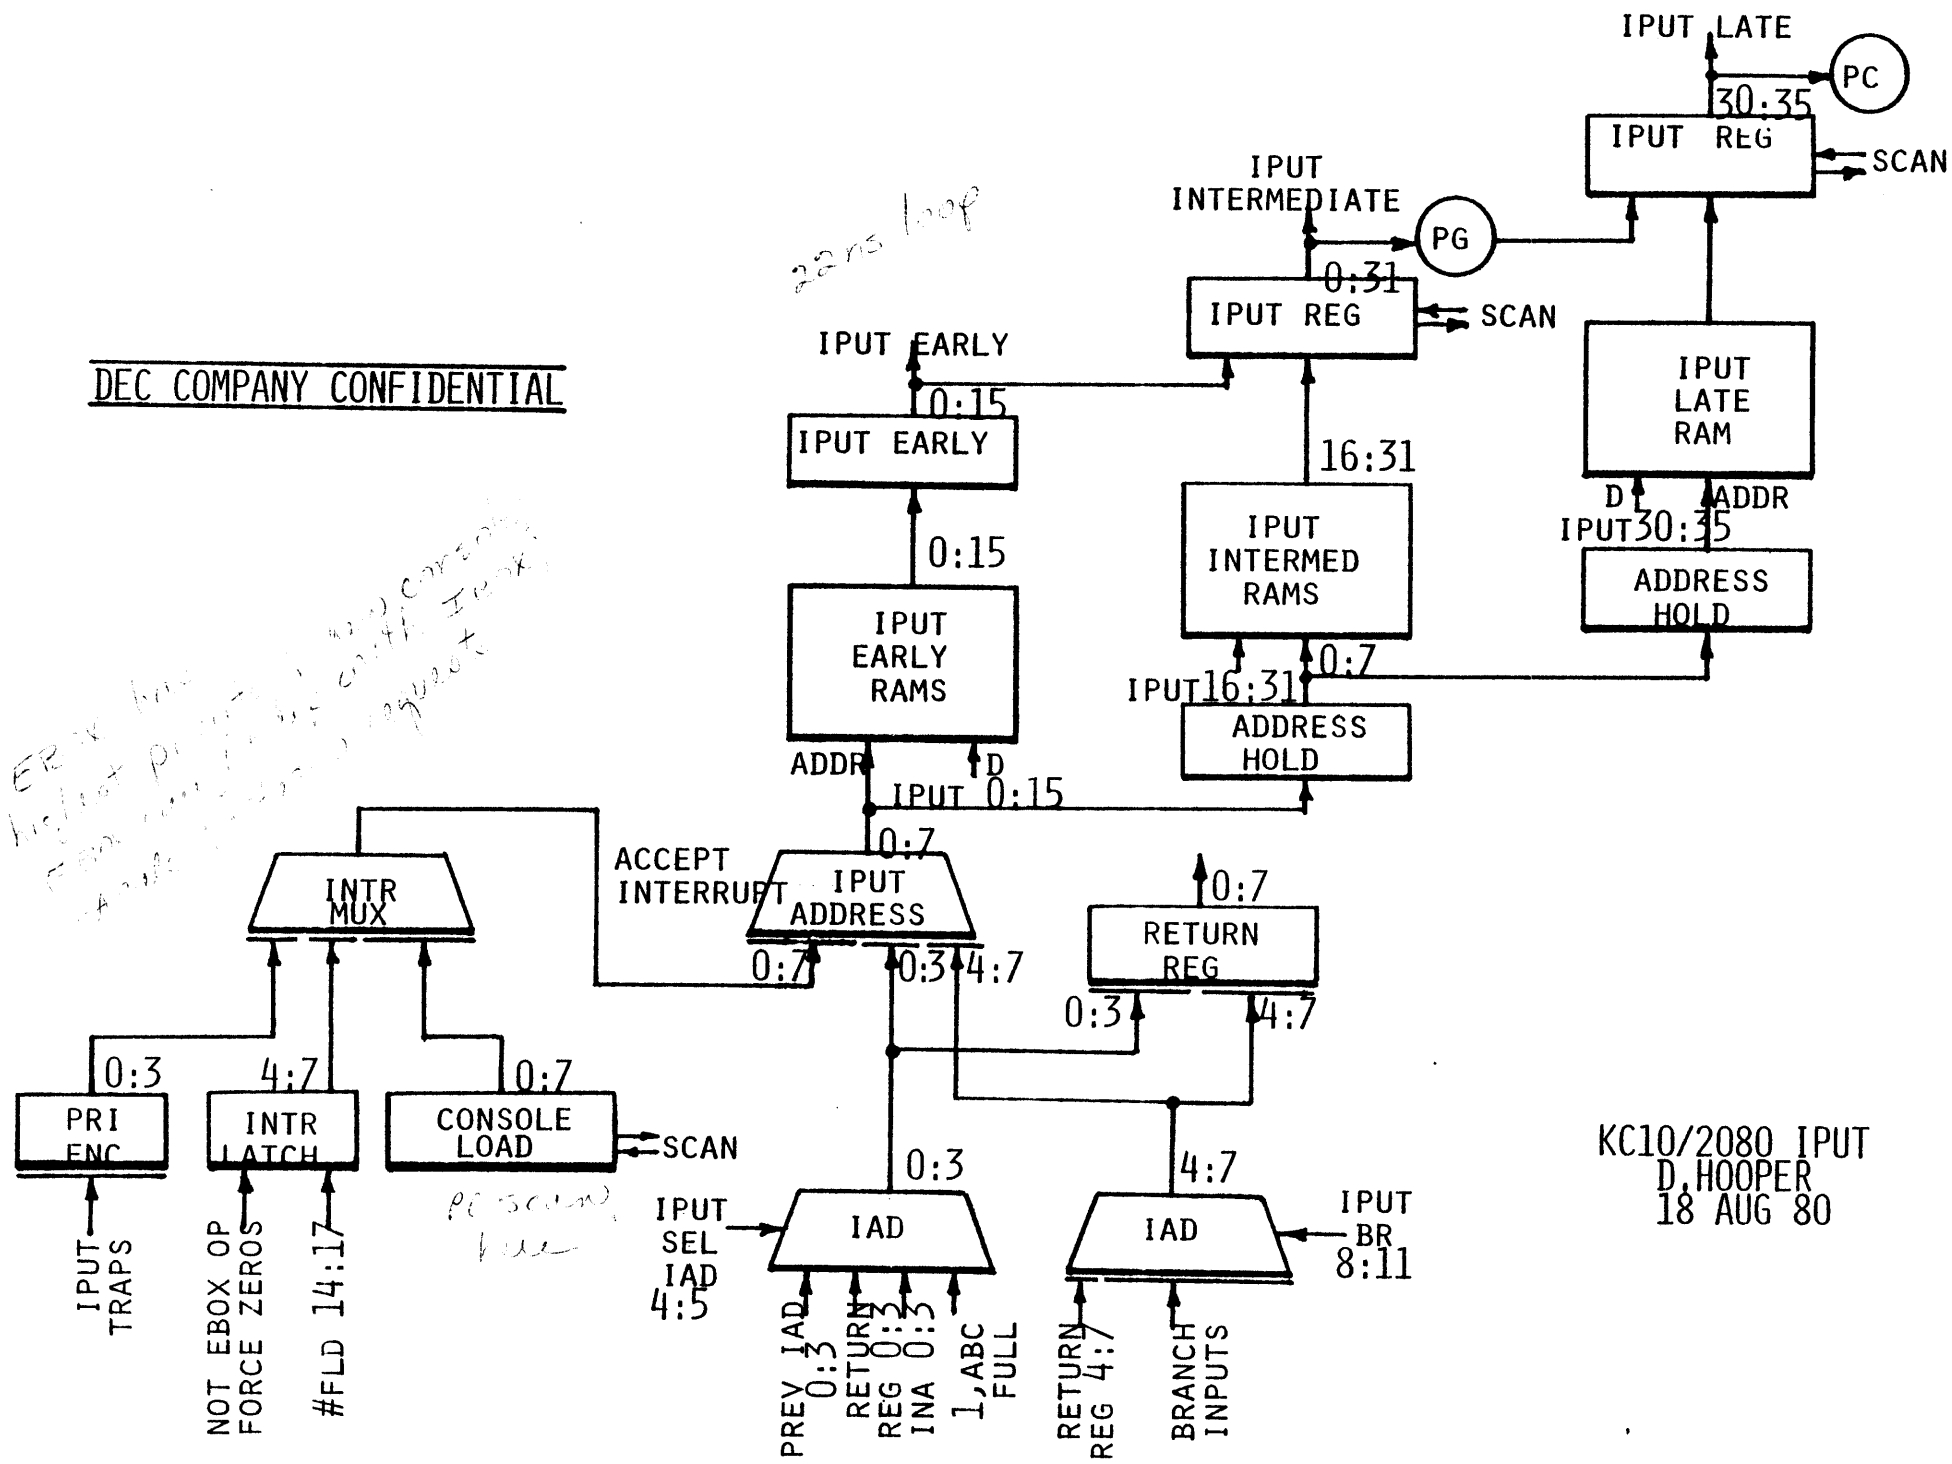 IPUT LATE
PC
30:35
IPUT REG
SCAN
IPUT
INTERMEDIATE
PG
0:31
IPUT REG
SCAN
22ns loop
IPUT EARLY
0:15
IPUT EARLY
DEC COMPANY CONFIDENTIAL
IPUT
LATE
RAM
D
ADDR
IPUT 30:35
ADDRESS
HOLD
16:31
IPUT
INTERMED
RAMS
0:7
IPUT 16:31
ADDRESS
HOLD
0:15
IPUT
EARLY
RAMS
ADDR
D
IPUT 0:15
0:7
highest
requests
ACCEPT
INTERRUPT
IPUT
ADDRESS
0:7
0:3
4:7
INTR
MUX
0:7
RETURN
REG
0:3
4:7
0:3
PRI
ENC
4:7
INTR
LATCH
0:7
CONSOLE
LOAD
SCAN
IPUT
TRAPS
NOT EBOX OP
FORCE ZEROS
#FLD 14:17
0:3
IPUT
SEL
IAD
4:5
IAD
PREV IAD
0:3
RETURN
REG 0:3
INA 0:3
1,ABC
FULL
4:7
IAD
IPUT
BR
8:11
RETURN
REG 4:7
BRANCH
INPUTS
KC10/2080 IPUT
D.HOOPER
18 AUG 80